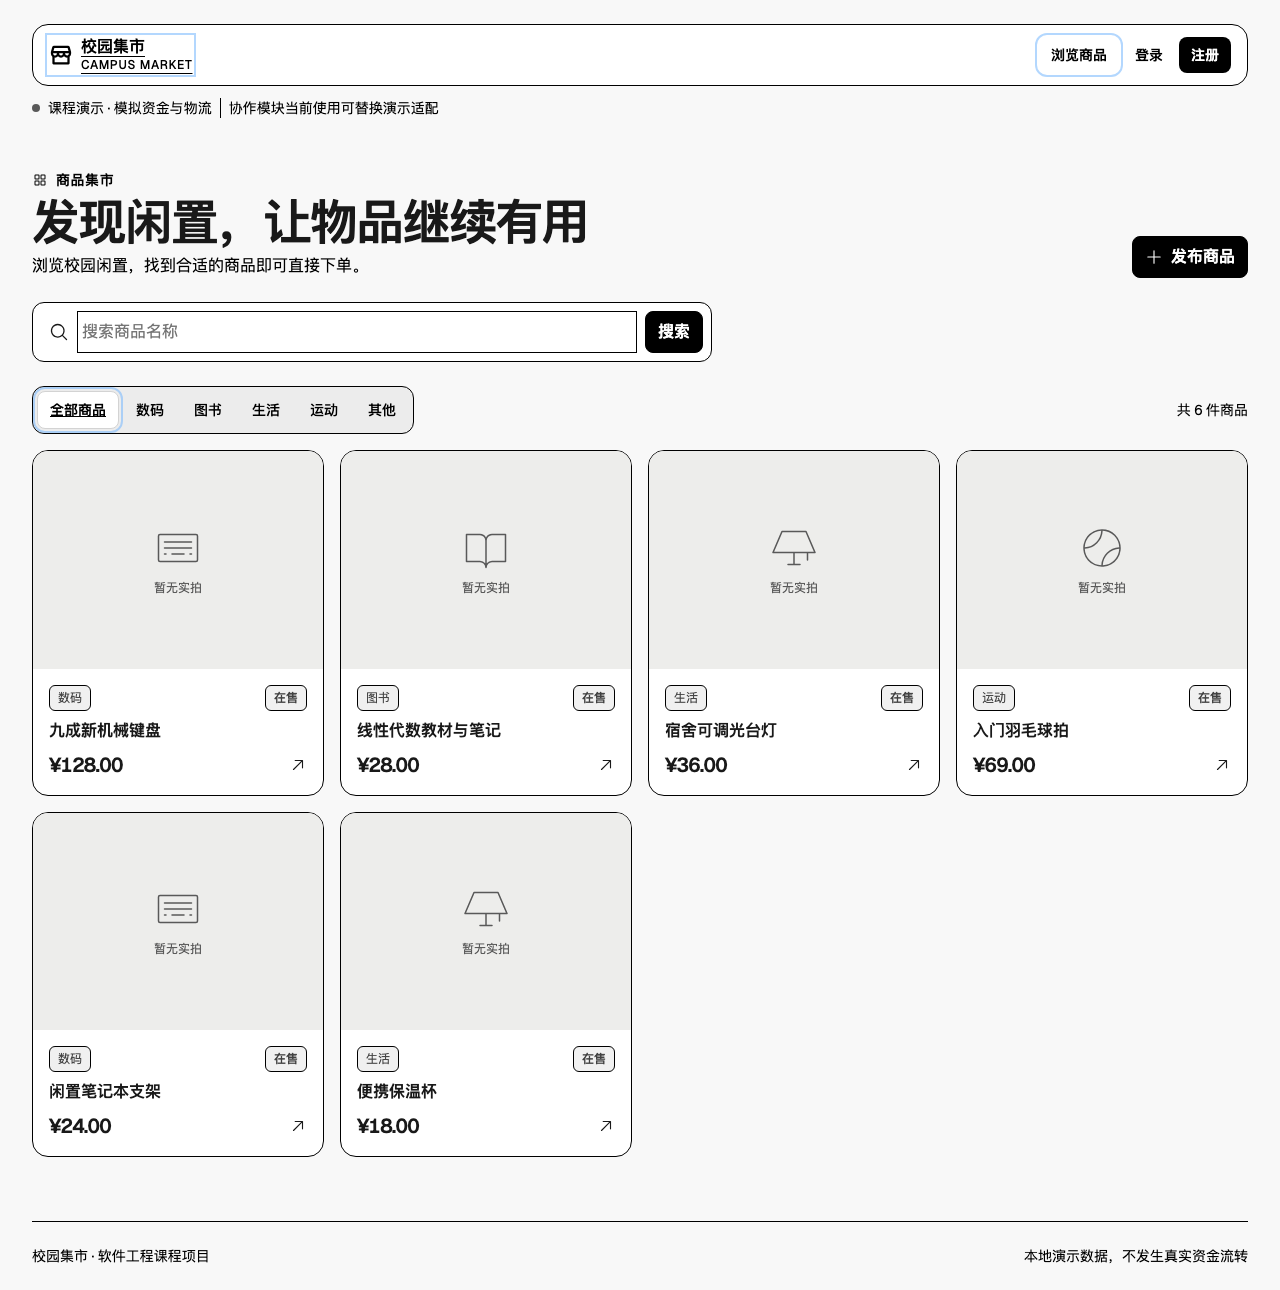 校园集市
CAMPUS MARKET
浏览商品
登录
注册
课程演示 · 模拟资金与物流
协作模块当前使用可替换演示适配
商品集市
发现闲置，让物品继续有用
浏览校园闲置，找到合适的商品即可直接下单。
发布商品
搜索商品名称
搜索
全部商品
数码
图书
生活
运动
其他
共 6 件商品
暂无实拍
暂无实拍
暂无实拍
暂无实拍
数码
在售
图书
在售
生活
在售
运动
在售
九成新机械键盘
线性代数教材与笔记
宿舍可调光台灯
入门羽毛球拍
¥128.00
¥28.00
¥36.00
¥69.00
暂无实拍
暂无实拍
数码
在售
生活
在售
闲置笔记本支架
便携保温杯
¥24.00
¥18.00
校园集市 · 软件工程课程项目
本地演示数据，不发生真实资金流转